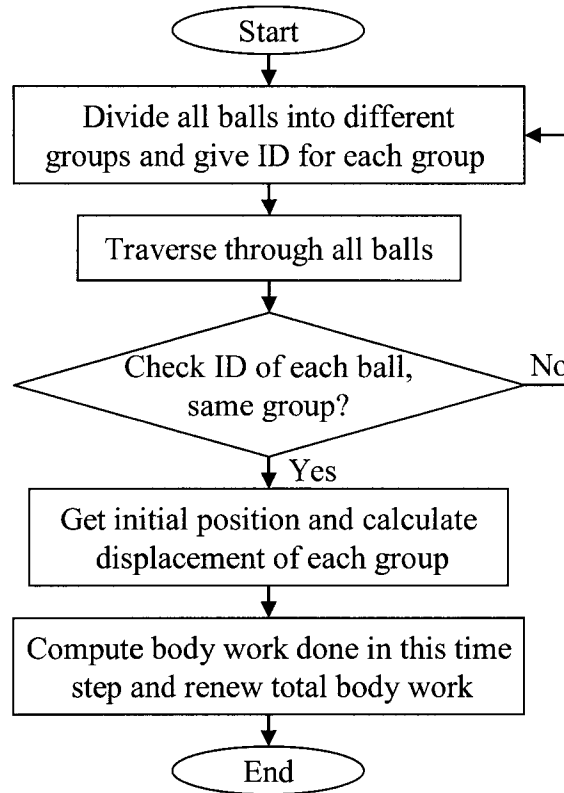 Start
Divide all balls into different
groups and give ID for each group
Traverse through all balls
Check ID of each ball,
same group?
No
Yes
Get initial position and calculate
displacement of each group
Compute body work done in this time
step and renew total body work
End